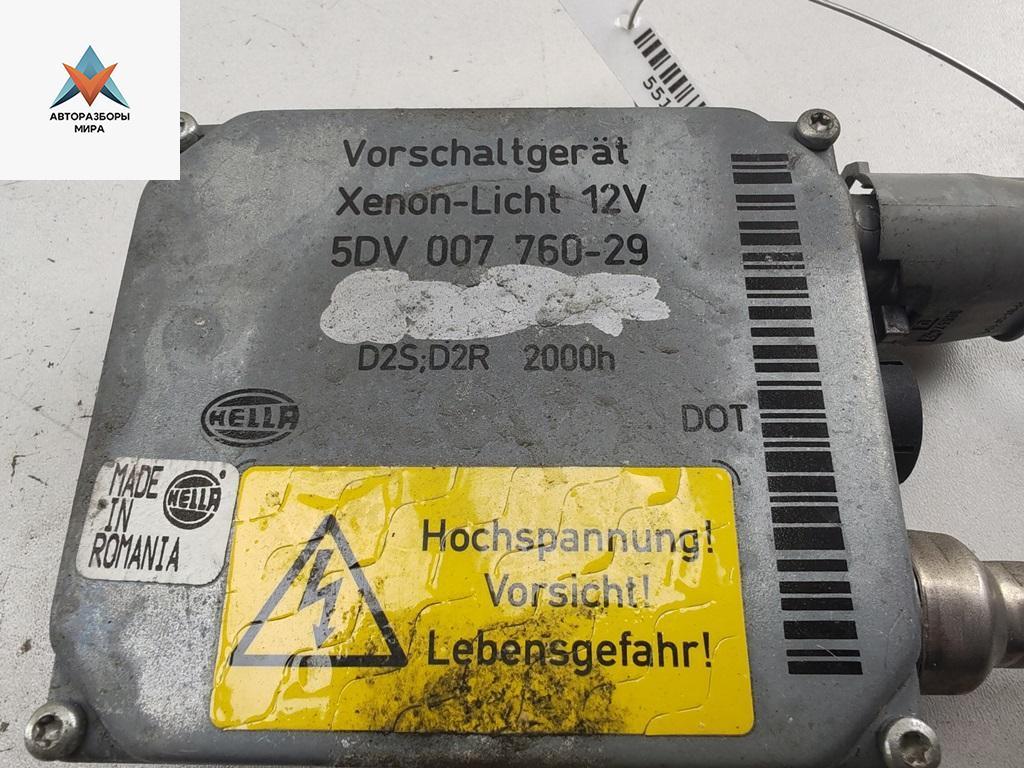 АВТОРАЗБОРЫ
МИРА
551
Vorschaltgerät
Xenon-Licht 12V
5DV 007 760-29
D2S;D2R 2000h
HELLA
DOT
MADE
IN
ROMANIA
HELLA
Hochspannung!
Vorsicht!
Lebensgefahr!